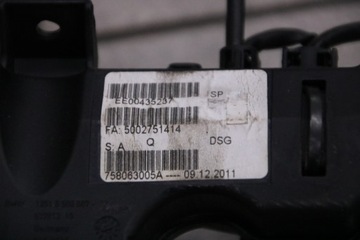 EE00435237
SP
FA: 5002751414
S: A Q DSG
758063005A --- 09.12.2011